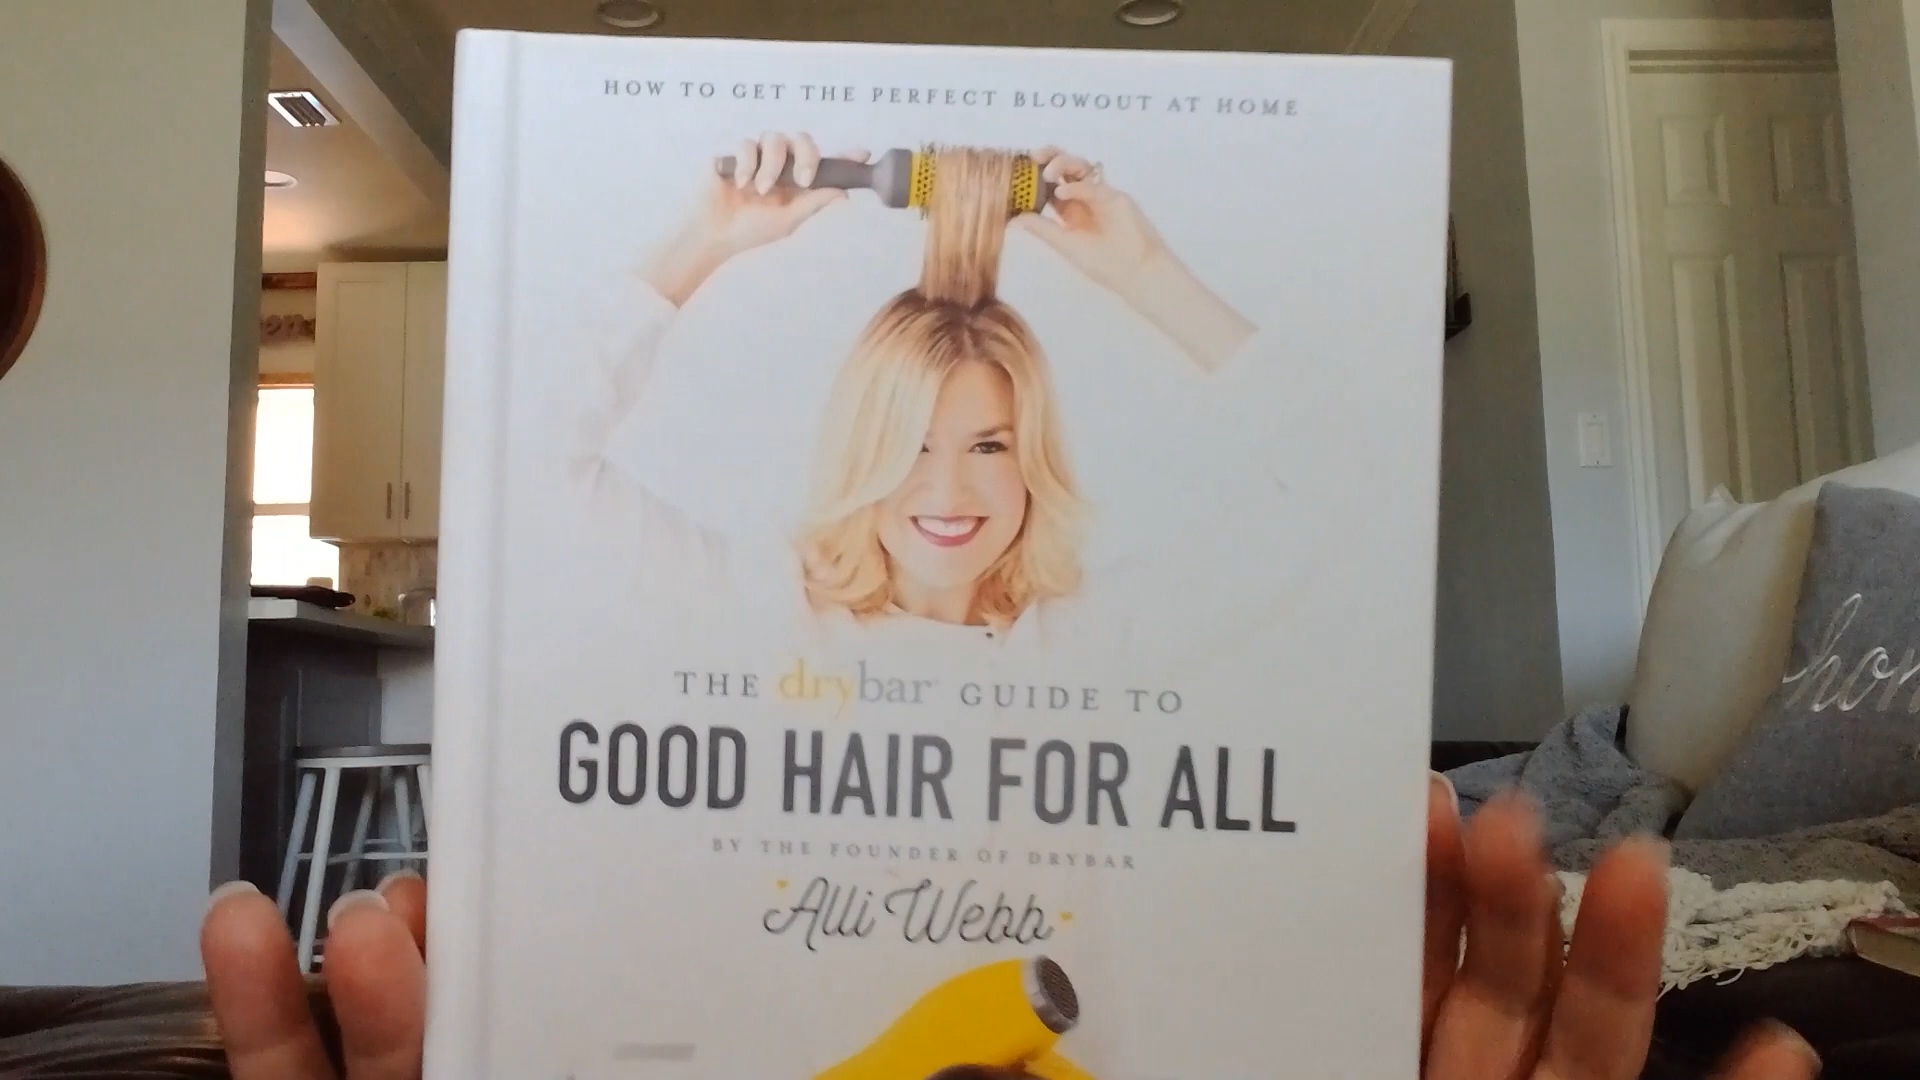 HOW TO GET THE PERFECT BLOWOUT AT HOME
THE drybar GUIDE TO
GOOD HAIR FOR ALL
BY THE FOUNDER OF DRYBAR
Alli Webb